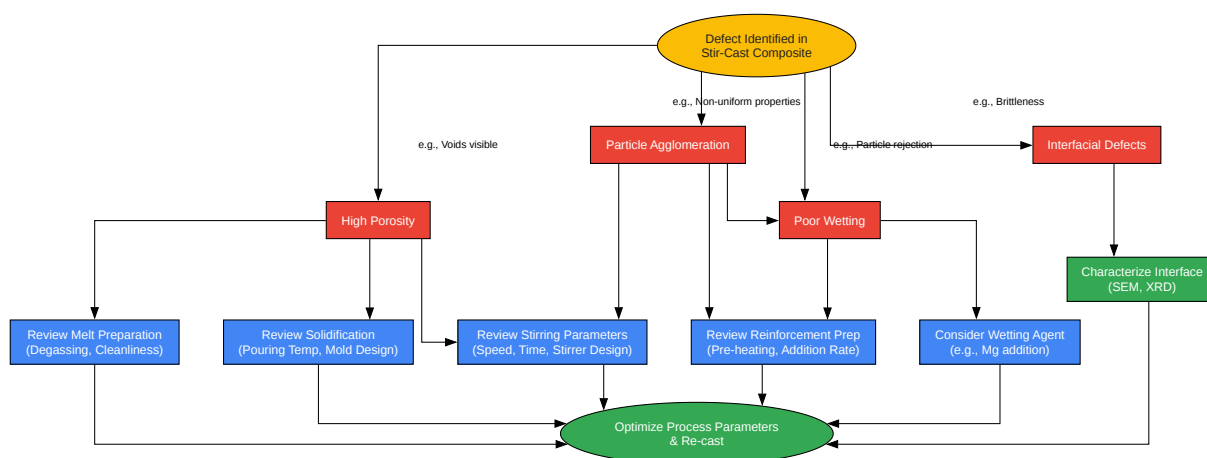 Defect Identified in
Stir-Cast Composite
e.g., Non-uniform properties
e.g., Brittleness
e.g., Voids visible
Particle Agglomeration
e.g., Particle rejection
Interfacial Defects
High Porosity
Poor Wetting
Characterize Interface
(SEM, XRD)
Review Melt Preparation
(Degassing, Cleanliness)
Review Solidification
(Pouring Temp, Mold Design)
Review Stirring Parameters
(Speed, Time, Stirrer Design)
Review Reinforcement Prep
(Pre-heating, Addition Rate)
Consider Wetting Agent
(e.g., Mg addition)
Optimize Process Parameters
& Re-cast